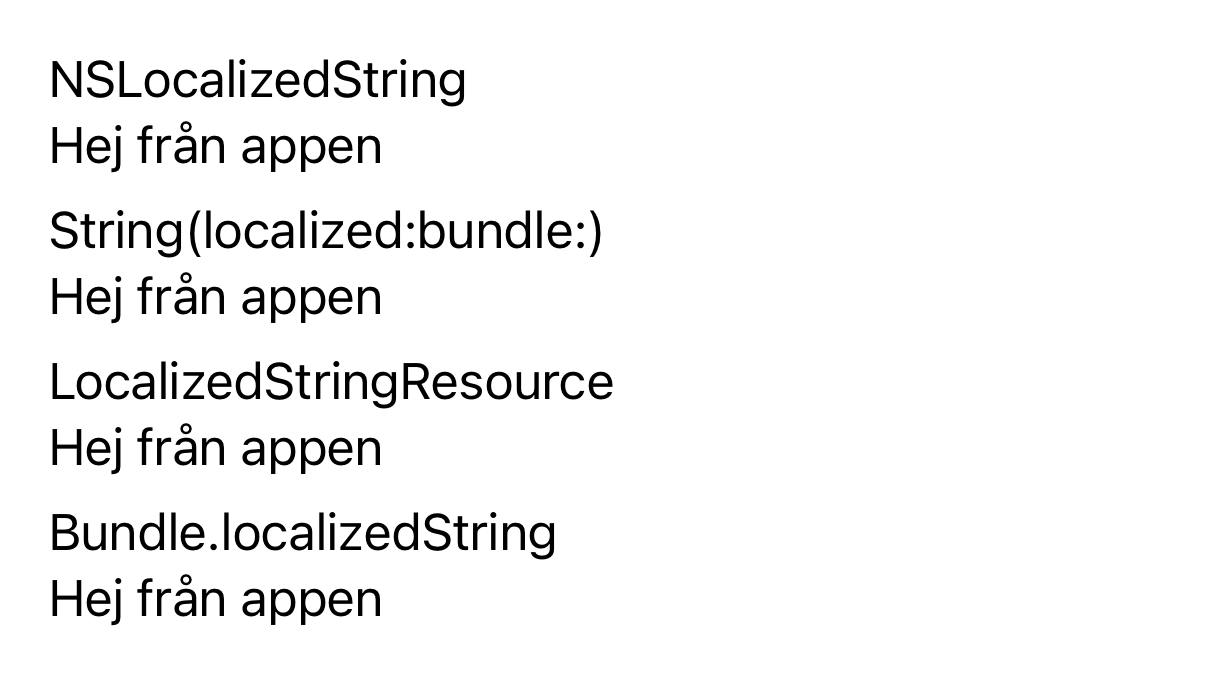 NSLocalizedString
Hej från appen
String(localized:bundle:)
Hej från appen
LocalizedStringResource
Hej från appen
Bundle.localizedString
Hej från appen